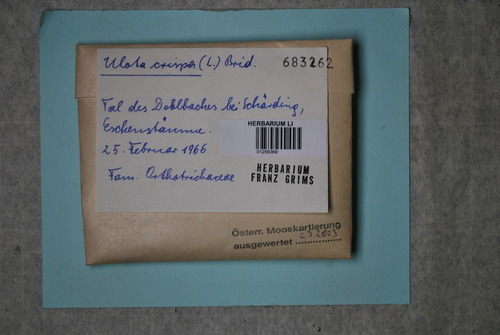 Ulota crispa (L.) Brid. 683262
Tal des Doblbaches bei Schärding,
Eschenstämme.
25. Februar 1966
Fam. Orthotrichaceae
HERBARIUM LI
HERBARIUM
FRANZ GRIMS
Österr. Mooskartierung
ausgewertet